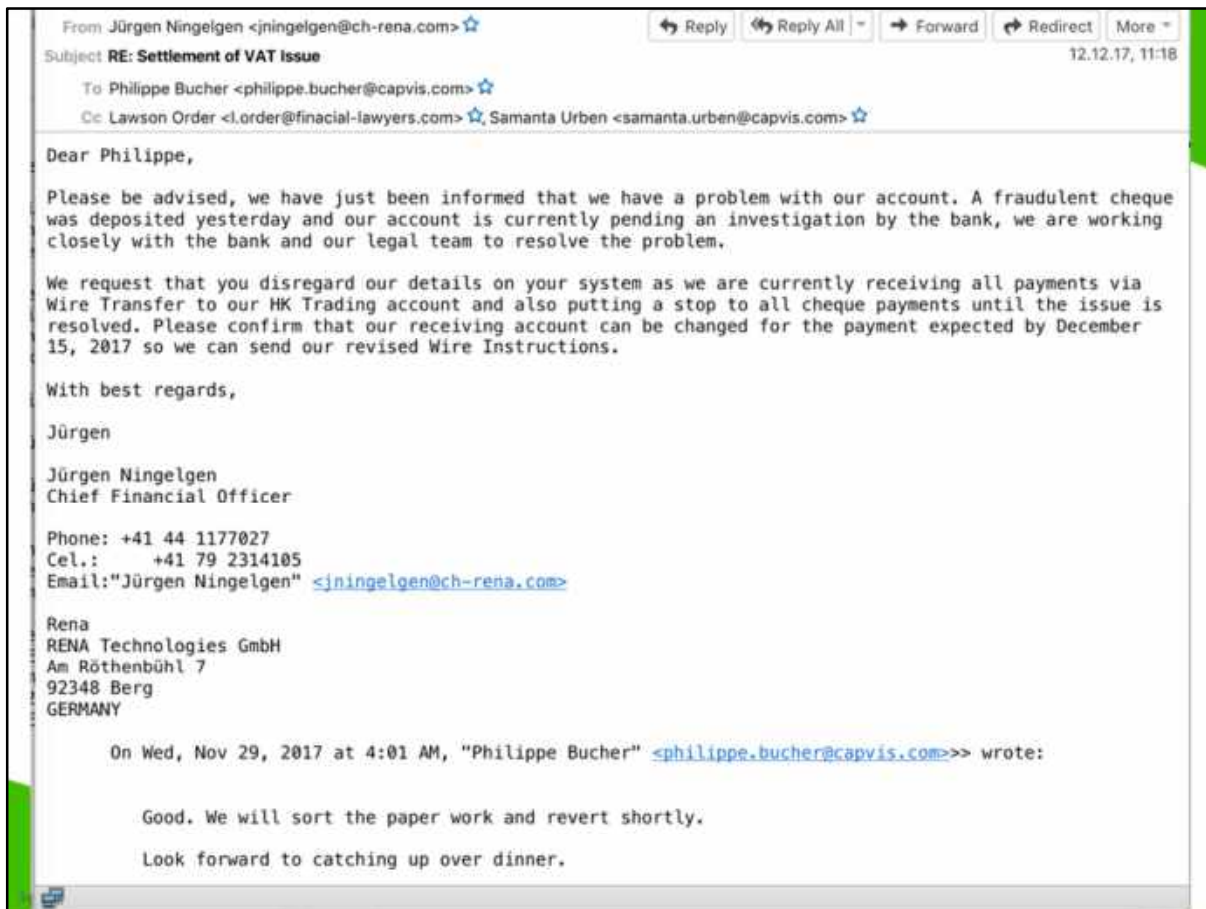 From Jürgen Ningelgen <jningelgen@ch-rena.com>
Reply Reply All Forward Redirect More
Subject RE: Settlement of VAT Issue
12.12.17, 11:18
To Philippe Bucher <philippe.bucher@capvis.com>
Cc Lawson Order <l.order@finacial-lawyers.com>, Samanta Urben <samanta.urben@capvis.com>
Dear Philippe,
Please be advised, we have just been informed that we have a problem with our account. A fraudulent cheque
was deposited yesterday and our account is currently pending an investigation by the bank, we are working
closely with the bank and our legal team to resolve the problem.
We request that you disregard our details on your system as we are currently receiving all payments via
Wire Transfer to our HK Trading account and also putting a stop to all cheque payments until the issue is
resolved. Please confirm that our receiving account can be changed for the payment expected by December
15, 2017 so we can send our revised Wire Instructions.
With best regards,
Jürgen
Jürgen Ningelgen
Chief Financial Officer
Phone: +41 44 1177027
Cel.: +41 79 2314105
Email:"Jürgen Ningelgen" <jningelgen@ch-rena.com>
Rena
RENA Technologies GmbH
Am Röthenbühl 7
92348 Berg
GERMANY
On Wed, Nov 29, 2017 at 4:01 AM, "Philippe Bucher" <philippe.bucher@capvis.com>>> wrote:
Good. We will sort the paper work and revert shortly.
Look forward to catching up over dinner.